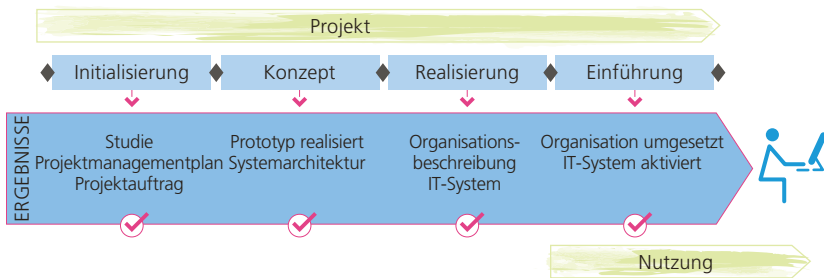 Projekt
Initialisierung
Konzept
Realisierung
Einführung
ERGEBNISSE
Studie
Projektmanagementplan
Projektauftrag
Prototyp realisiert
Systemarchitektur
Organisations-
beschreibung
IT-System
Organisation umgesetzt
IT-System aktiviert
Nutzung